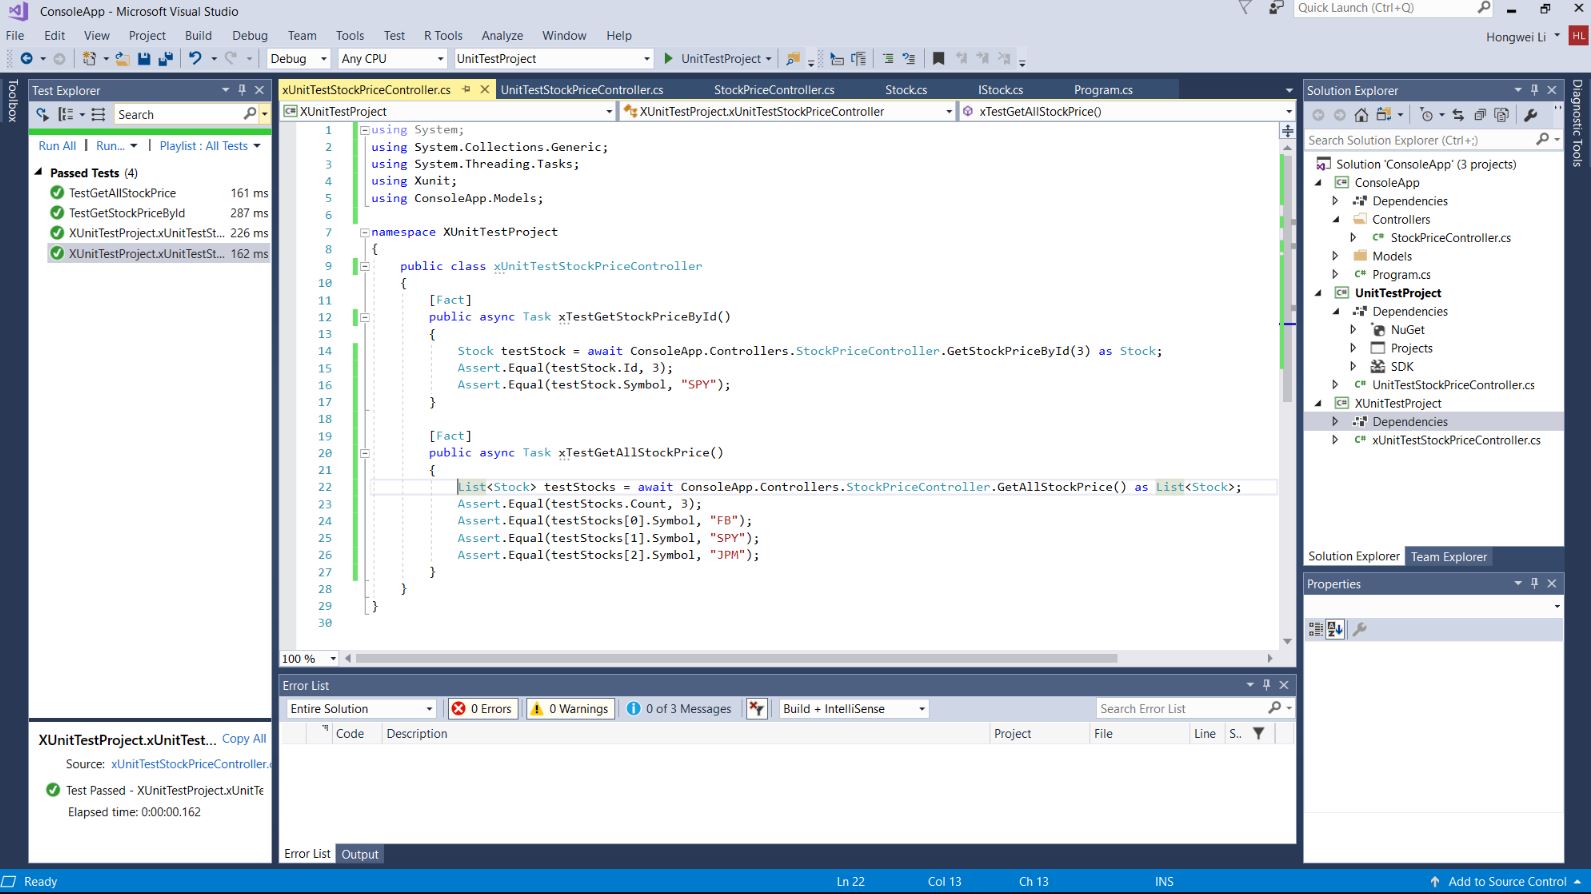 ConsoleApp - Microsoft Visual Studio
Quick Launch (Ctrl+Q)
File Edit View Project Build Debug Team Tools Test R Tools Analyze Window Help
Hongwei Li HL
Debug Any CPU UnitTestProject UnitTestProject
Toolbox
Test Explorer
Search
Run All | Run... | Playlist : All Tests
Passed Tests (4)
TestGetAllStockPrice 161 ms
TestGetStockPriceById 287 ms
XUnitTestProject.xUnitTestSt... 226 ms
XUnitTestProject.xUnitTestSt... 162 ms
XUnitTestProject.xUnitTest... Copy All
Source: xUnitTestStockPriceController.c
Test Passed - XUnitTestProject.xUnitTe
Elapsed time: 0:00:00.162
xUnitTestStockPriceController.cs UnitTestStockPriceController.cs StockPriceController.cs Stock.cs IStock.cs Program.cs
XUnitTestProject XUnitTestProject.xUnitTestStockPriceController xTestGetAllStockPrice()
1 using System;
2 using System.Collections.Generic;
3 using System.Threading.Tasks;
4 using Xunit;
5 using ConsoleApp.Models;
6
7 namespace XUnitTestProject
8 {
9 public class xUnitTestStockPriceController
10 {
11 [Fact]
12 public async Task xTestGetStockPriceById()
13 {
14 Stock testStock = await ConsoleApp.Controllers.StockPriceController.GetStockPriceById(3) as Stock;
15 Assert.Equal(testStock.Id, 3);
16 Assert.Equal(testStock.Symbol, "SPY");
17 }
18
19 [Fact]
20 public async Task xTestGetAllStockPrice()
21 {
22 List<Stock> testStocks = await ConsoleApp.Controllers.StockPriceController.GetAllStockPrice() as List<Stock>;
23 Assert.Equal(testStocks.Count, 3);
24 Assert.Equal(testStocks[0].Symbol, "FB");
25 Assert.Equal(testStocks[1].Symbol, "SPY");
26 Assert.Equal(testStocks[2].Symbol, "JPM");
27 }
28 }
29 }
30
100 %
Error List
Entire Solution 0 Errors 0 Warnings 0 of 3 Messages Build + IntelliSense Search Error List
Code Description Project File Line S..
Error List Output
Solution Explorer
Search Solution Explorer (Ctrl+;)
Solution 'ConsoleApp' (3 projects)
ConsoleApp
Dependencies
Controllers
StockPriceController.cs
Models
Program.cs
UnitTestProject
Dependencies
NuGet
Projects
SDK
UnitTestStockPriceController.cs
XUnitTestProject
Dependencies
xUnitTestStockPriceController.cs
Solution Explorer Team Explorer
Properties
Diagnostic Tools
Ready Ln 22 Col 13 Ch 13 INS Add to Source Control